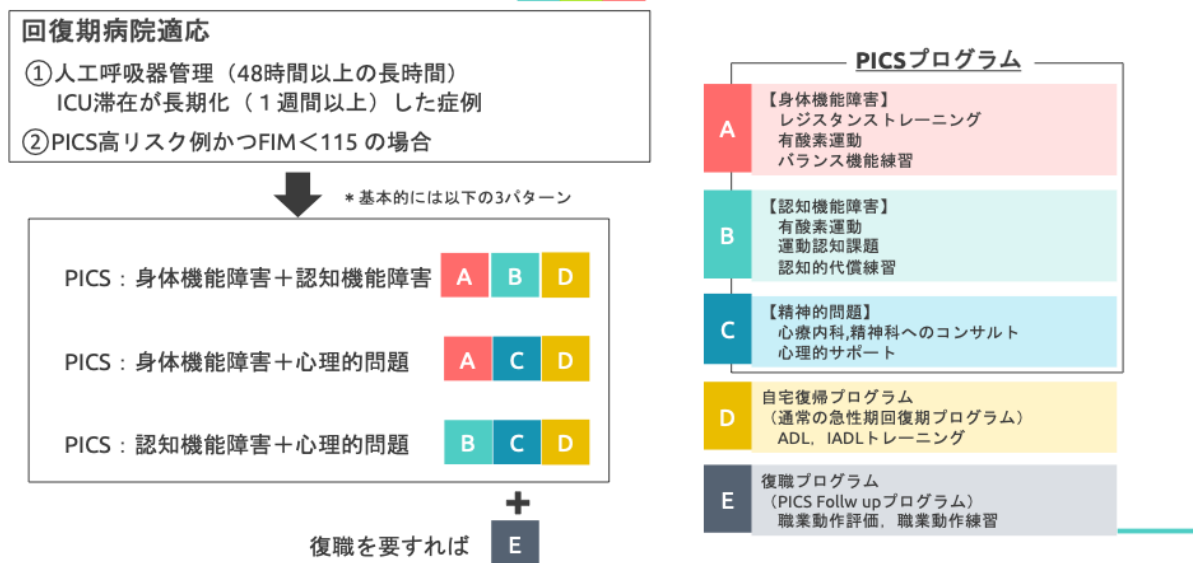 回復期病院適応
①人工呼吸器管理（48時間以上の長時間）
ICU滞在が長期化（１週間以上）した症例
②PICS高リスク例かつFIM＜115 の場合
＊基本的には以下の3パターン
PICS：身体機能障害＋認知機能障害 A B D
PICS：身体機能障害＋心理的問題 A C D
PICS：認知機能障害＋心理的問題 B C D
+
復職を要すれば E
PICSプログラム
A
【身体機能障害】
レジスタンストレーニング
有酸素運動
バランス機能練習
B
【認知機能障害】
有酸素運動
運動認知課題
認知的代償練習
C
【精神的問題】
心療内科,精神科へのコンサルト
心理的サポート
D
自宅復帰プログラム
（通常の急性期回復期プログラム）
ADL，IADLトレーニング
E
復職プログラム
（PICS Follw upプログラム）
職業動作評価，職業動作練習